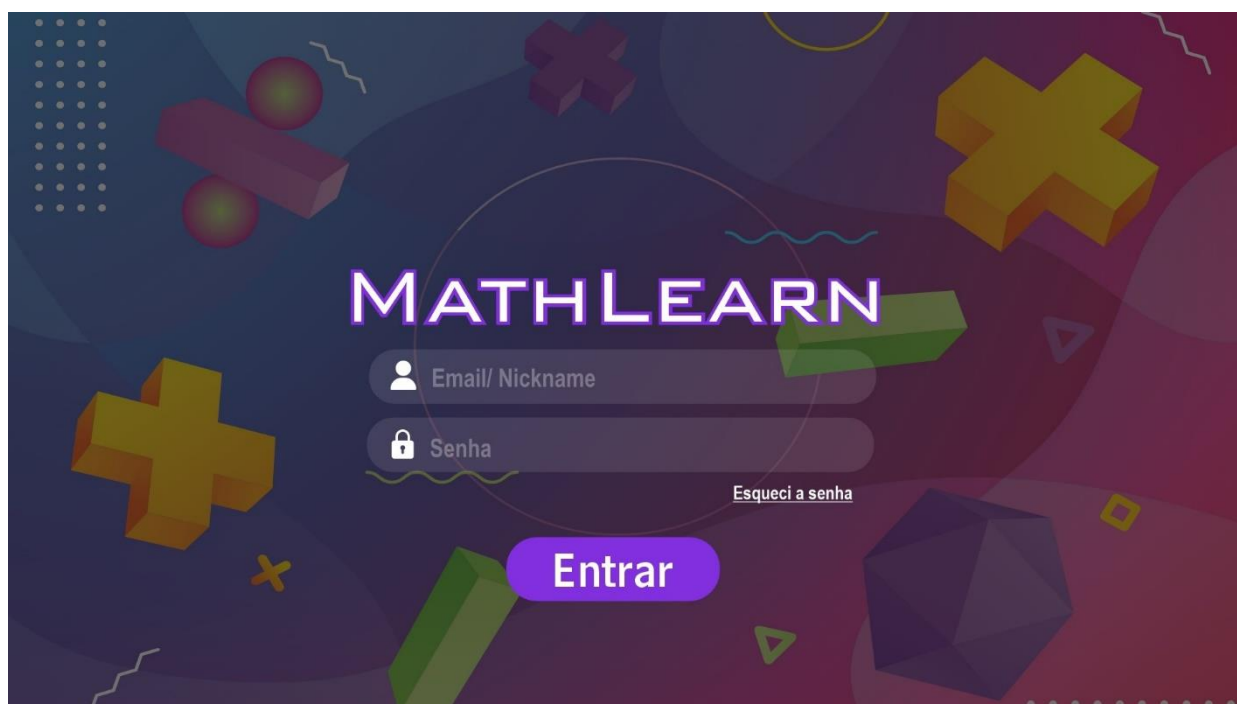 MATHLEARN
Email/ Nickname
Senha
Esqueci a senha
Entrar